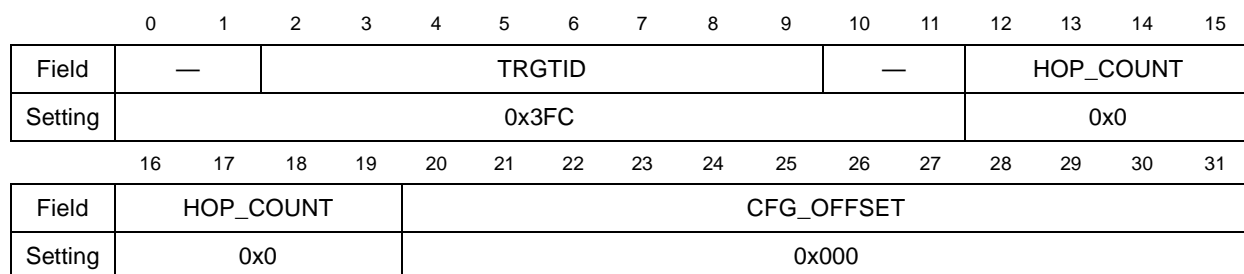 0 1 2 3 4 5 6 7 8 9 10 11 12 13 14 15
Field — TRGTID — HOP_COUNT
Setting 0x3FC 0x0
16 17 18 19 20 21 22 23 24 25 26 27 28 29 30 31
Field HOP_COUNT CFG_OFFSET
Setting 0x0 0x000